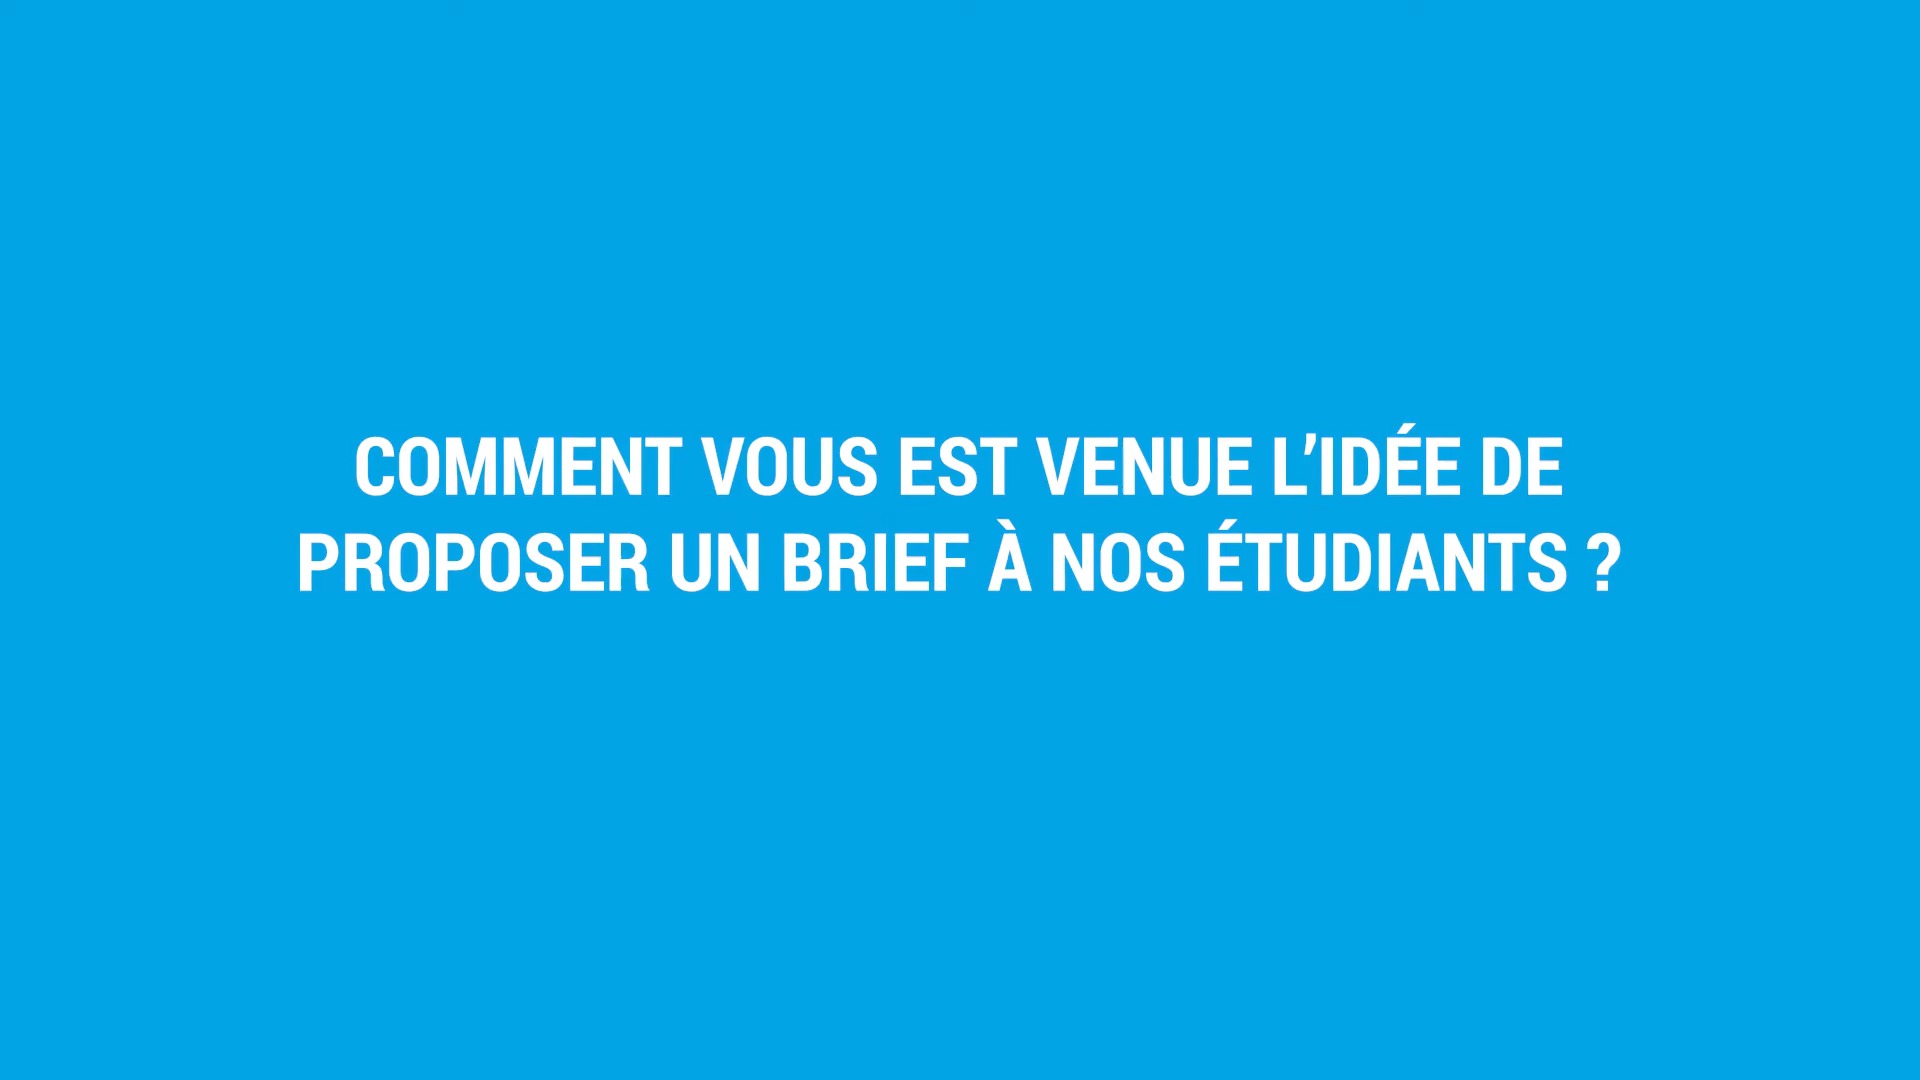 COMMENT VOUS EST VENUE L’IDÉE DE
PROPOSER UN BRIEF À NOS ÉTUDIANTS ?